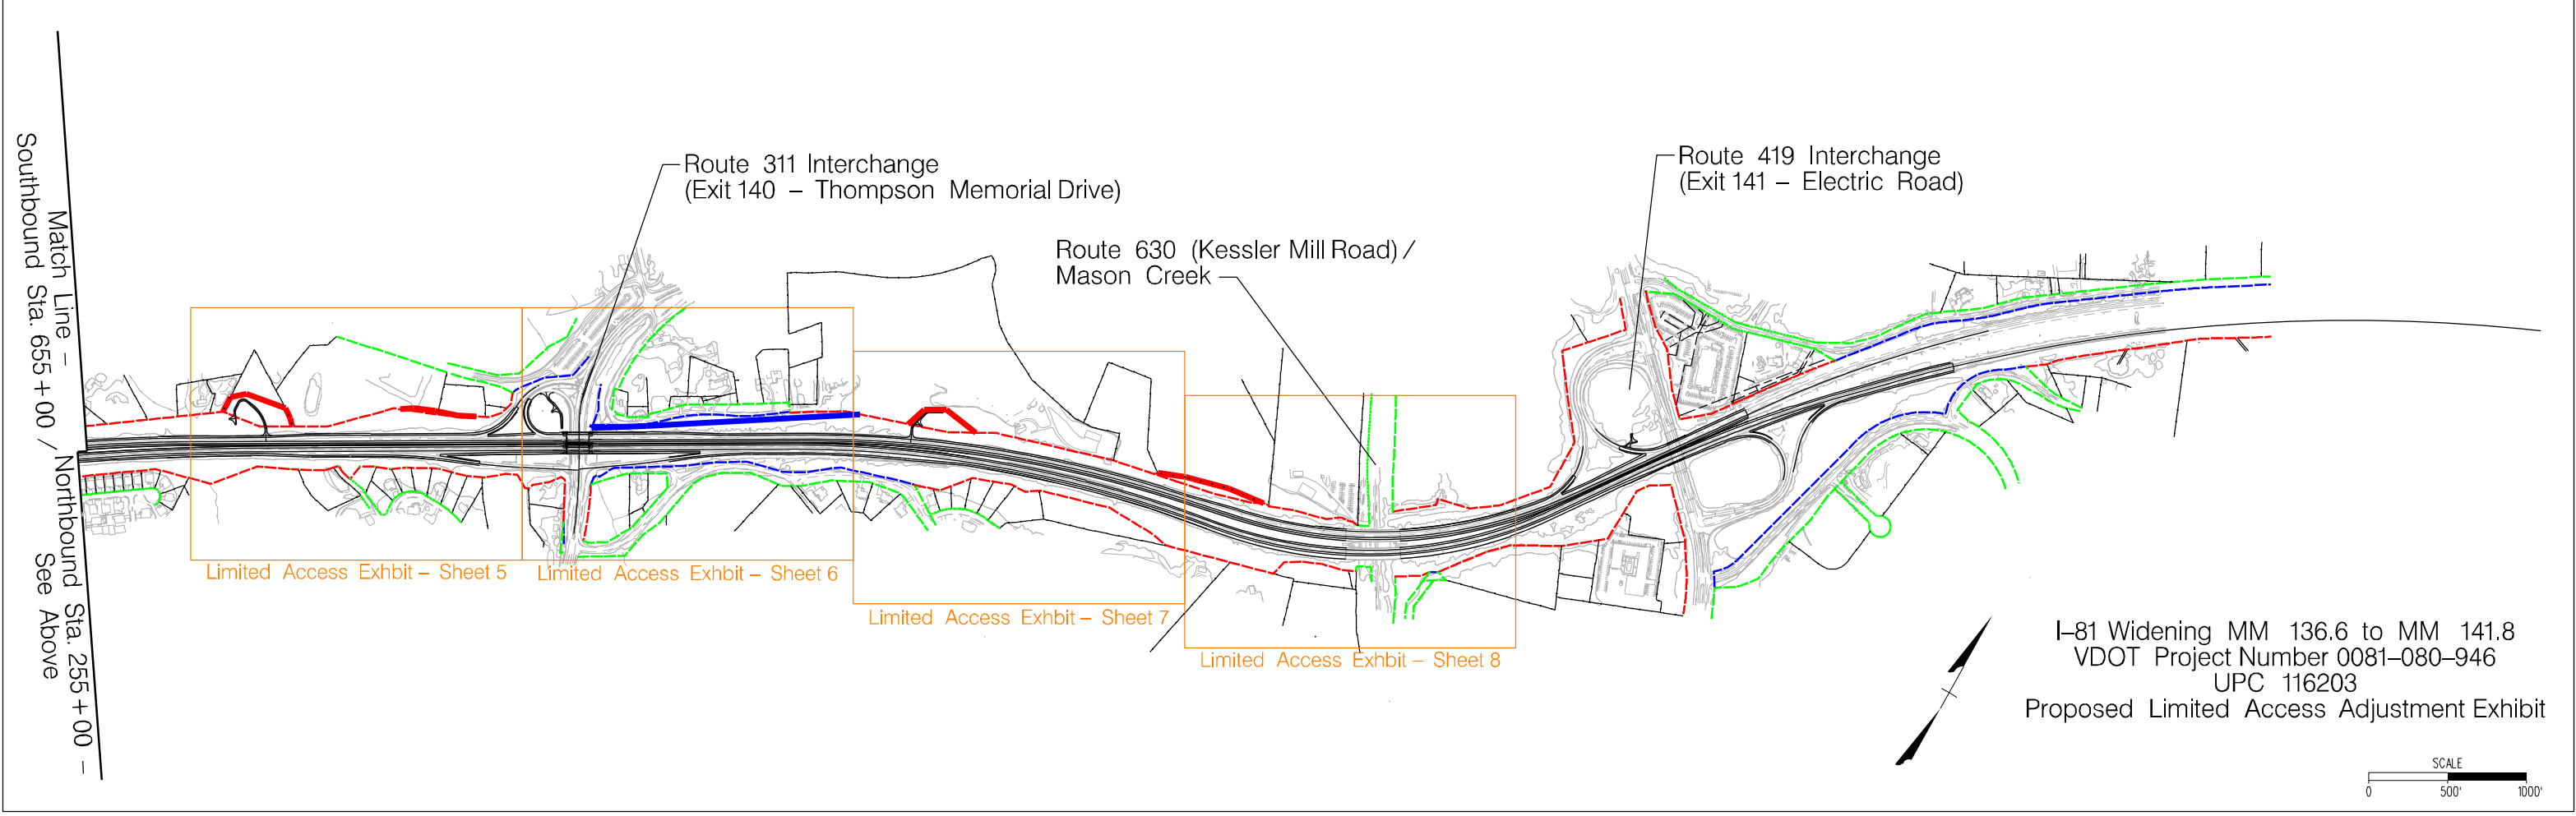 Match Line –
Southbound Sta. 655+00 / Northbound Sta. 255+00 –
See Above
Route 311 Interchange
(Exit 140 – Thompson Memorial Drive)
Route 630 (Kessler Mill Road) /
Mason Creek
Route 419 Interchange
(Exit 141 – Electric Road)
Limited Access Exhbit – Sheet 5
Limited Access Exhbit – Sheet 6
Limited Access Exhbit – Sheet 7
Limited Access Exhbit – Sheet 8
I–81 Widening MM 136.6 to MM 141.8
VDOT Project Number 0081–080–946
UPC 116203
Proposed Limited Access Adjustment Exhibit
SCALE
0 500' 1000'